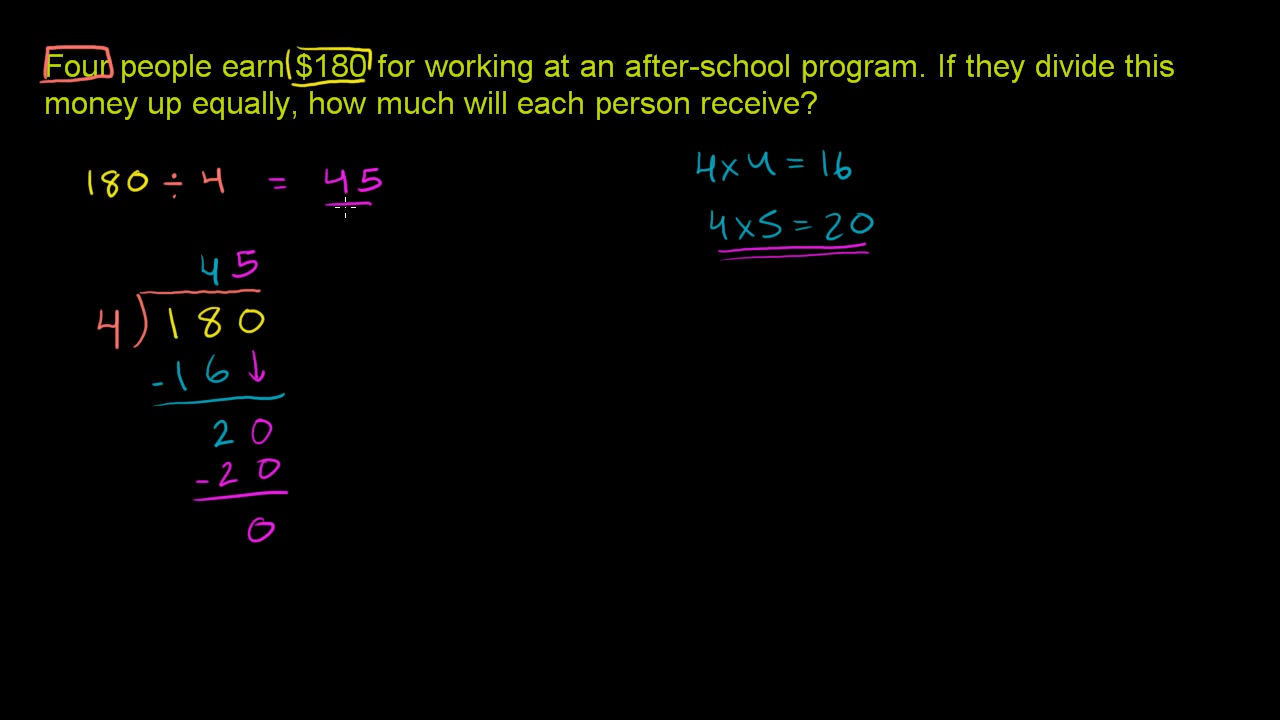 Four people earn $180 for working at an after-school program. If they divide this
money up equally, how much will each person receive?
180 ÷ 4 = 45
4x4 = 16
4x5 = 20
45
4)180
-16↓
20
-20
0